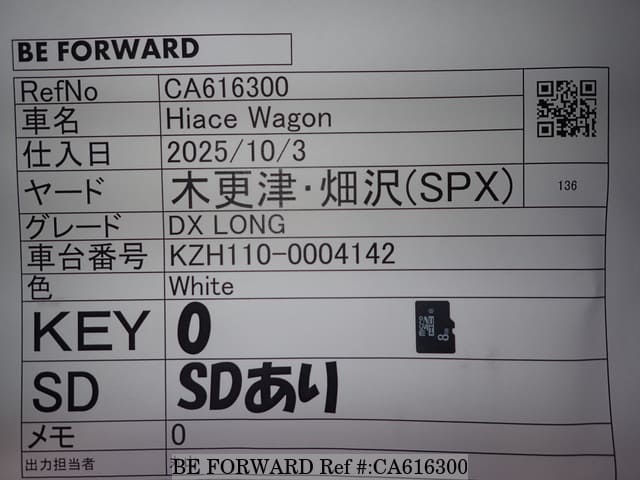 BE FORWARD
RefNo CA616300
車名 Hiace Wagon
仕入日 2025/10/3
ヤード 木更津・畑沢(SPX) 136
グレード DX LONG
車台番号 KZH110-0004142
色 White
KEY 0
8
SD SDあり
メモ 0
出力担当者
BE FORWARD Ref #:CA616300